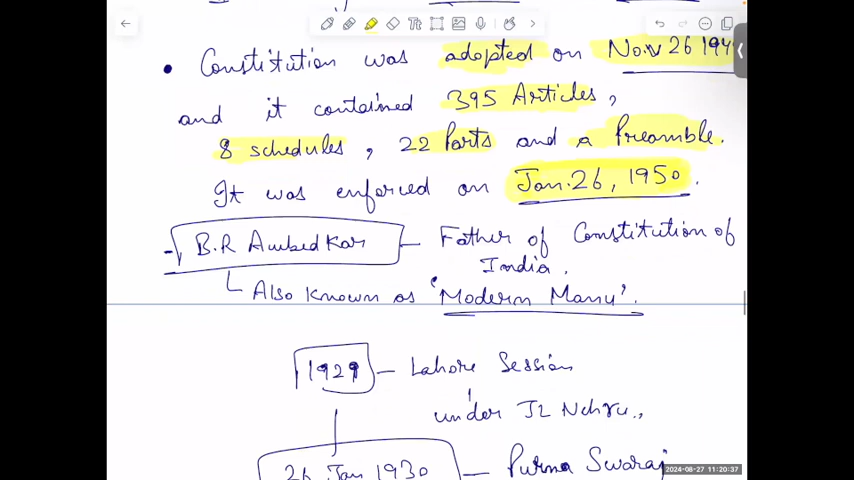 • Constitution was adopted on Nov 26 194
and it contained 395 Articles,
8 schedules, 22 Parts and a Preamble.
It was enforced on Jan. 26, 1950.
B.R Ambedkar – Father of Constitution of
India.
Also Known as 'Modern Manu'.
1929 – Lahore Session
under JL Nehru.,
26 Jan 1930 – Purna Swaraj
2024-08-27 11:20:37